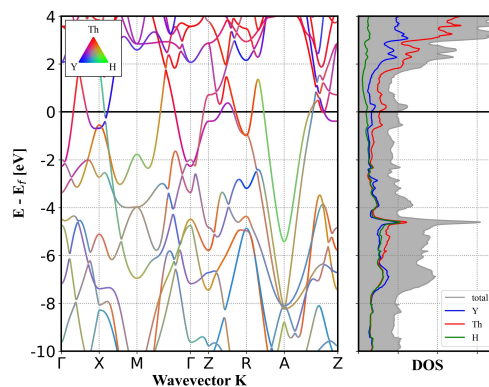 Th
Y H
E - E_f [eV]
4
2
0
-2
-4
-6
-8
-10
Γ X M Γ Z R A Z
Wavevector K
total
Y
Th
H
DOS